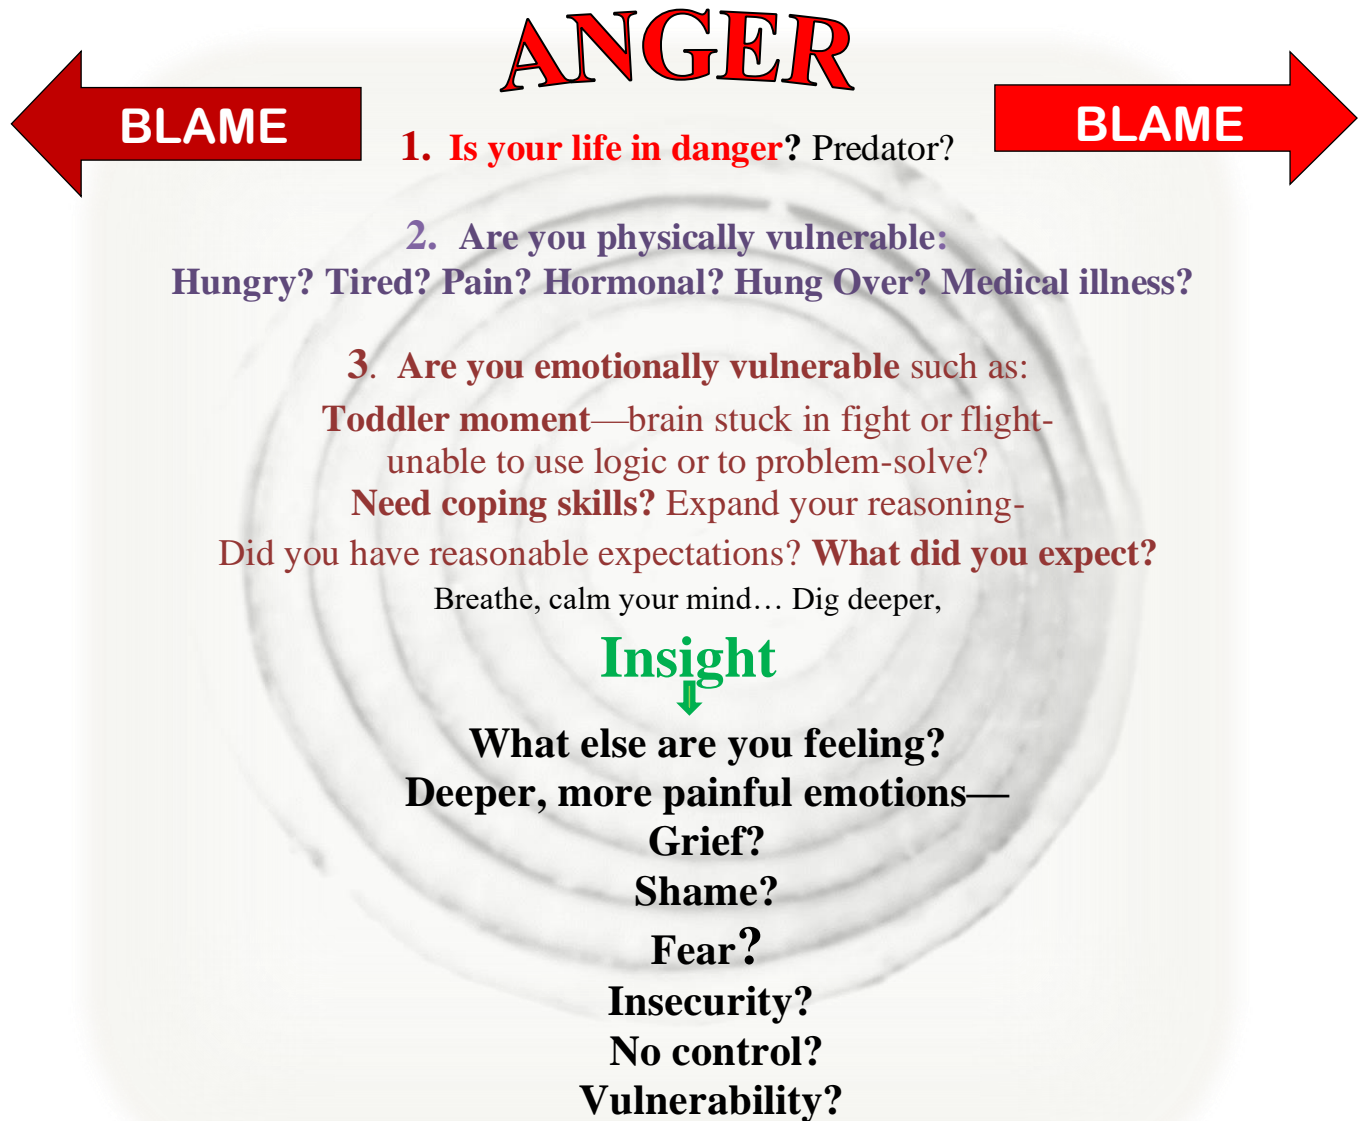 ANGER
BLAME
BLAME
1. Is your life in danger? Predator?
2. Are you physically vulnerable:
Hungry? Tired? Pain? Hormonal? Hung Over? Medical illness?
3. Are you emotionally vulnerable such as:
Toddler moment—brain stuck in fight or flight-
unable to use logic or to problem-solve?
Need coping skills? Expand your reasoning-
Did you have reasonable expectations? What did you expect?
Breathe, calm your mind… Dig deeper,
Insight
What else are you feeling?
Deeper, more painful emotions—
Grief?
Shame?
Fear?
Insecurity?
No control?
Vulnerability?